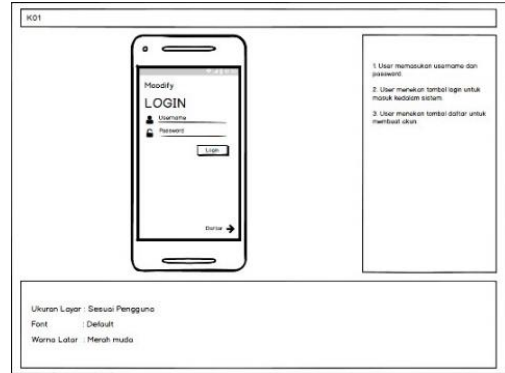 K01
Moodify
LOGIN
Username
Password
Login
Daftar
1. User memasukan username dan
password.
2. User menekan tombol login untuk
masuk kedalam sistem.
3. User menekan tombol daftar untuk
membuat akun.
Ukuran Layar : Sesuai Pengguna
Font : Default
Warna Latar : Merah muda